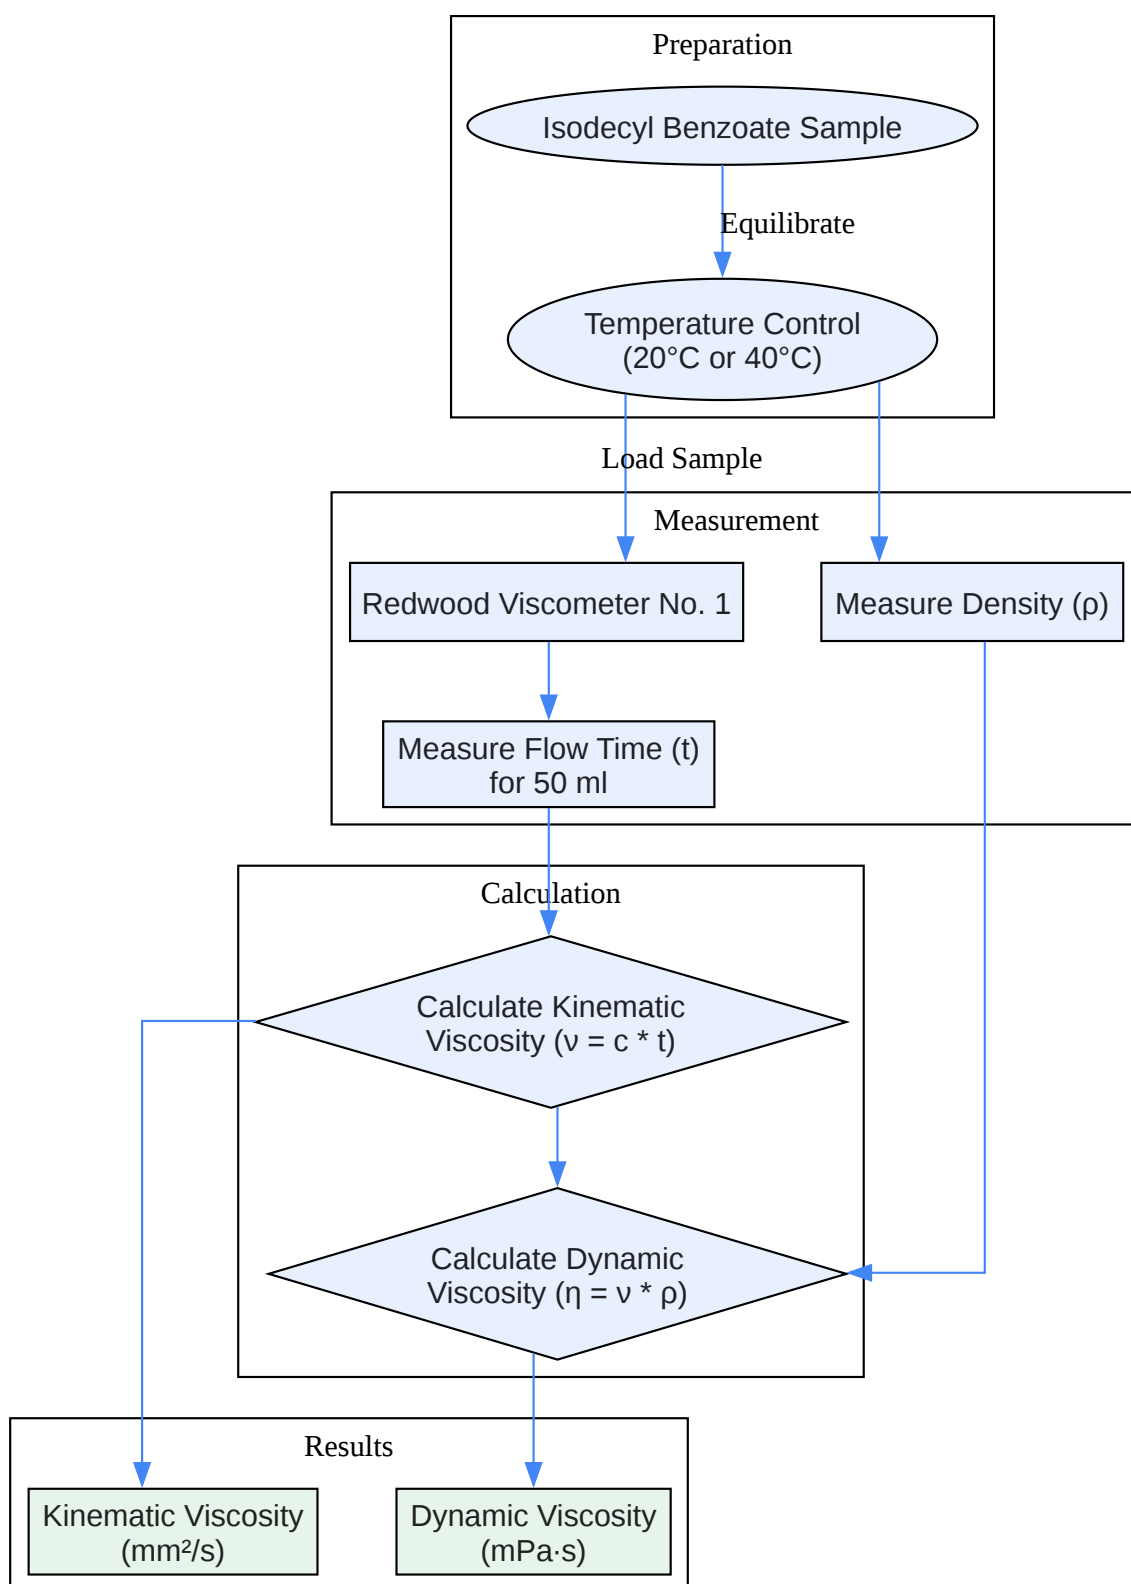 Preparation
Isodecyl Benzoate Sample
Equilibrate
Temperature Control
(20°C or 40°C)
Load Sample
Measurement
Redwood Viscometer No. 1
Measure Density (ρ)
Measure Flow Time (t)
for 50 ml
Calculation
Calculate Kinematic
Viscosity (ν = c * t)
Calculate Dynamic
Viscosity (η = ν * ρ)
Results
Kinematic Viscosity
(mm²/s)
Dynamic Viscosity
(mPa·s)